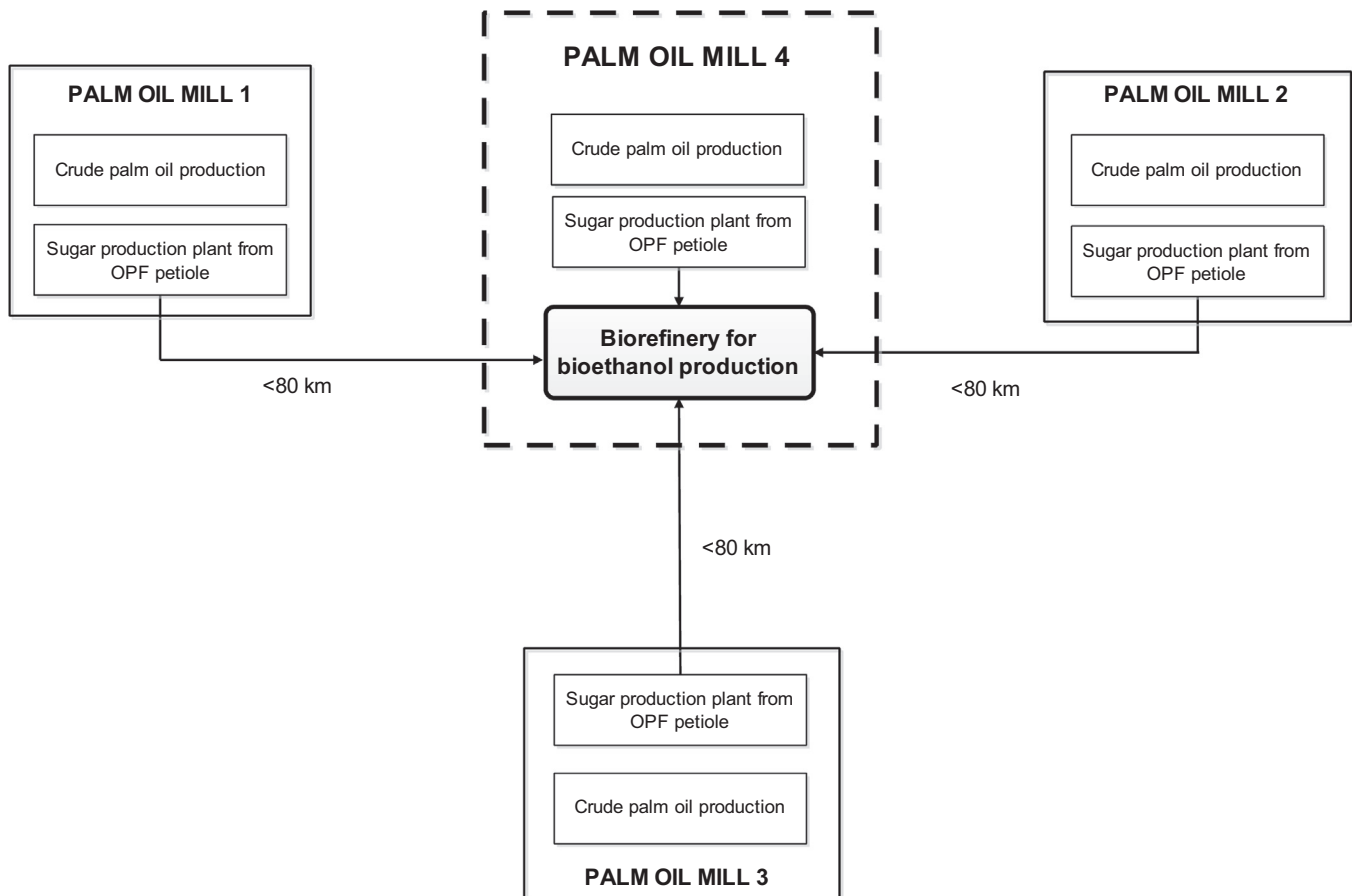 PALM OIL MILL 1
Crude palm oil production
Sugar production plant from
OPF petiole
<80 km
PALM OIL MILL 4
Crude palm oil production
Sugar production plant from
OPF petiole
Biorefinery for
bioethanol production
PALM OIL MILL 2
Crude palm oil production
Sugar production plant from
OPF petiole
<80 km
<80 km
Sugar production plant from
OPF petiole
Crude palm oil production
PALM OIL MILL 3